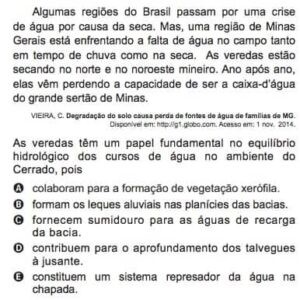 Algumas regiões do Brasil passam por uma crise
de água por causa da seca. Mas, uma região de Minas
Gerais está enfrentando a falta de água no campo tanto
em tempo de chuva como na seca. As veredas estão
secando no norte e no noroeste mineiro. Ano após ano,
elas vêm perdendo a capacidade de ser a caixa-d'água
do grande sertão de Minas.
VIEIRA, C. Degradação do solo causa perda de fontes de água de famílias de MG.
Disponível em: http://g1.globo.com. Acesso em: 1 nov. 2014.
As veredas têm um papel fundamental no equilíbrio
hidrológico dos cursos de água no ambiente do
Cerrado, pois
A colaboram para a formação de vegetação xerófila.
B formam os leques aluviais nas planícies das bacias.
C fornecem sumidouro para as águas de recarga
da bacia.
D contribuem para o aprofundamento dos talvegues
à jusante.
E constituem um sistema represador da água na
chapada.